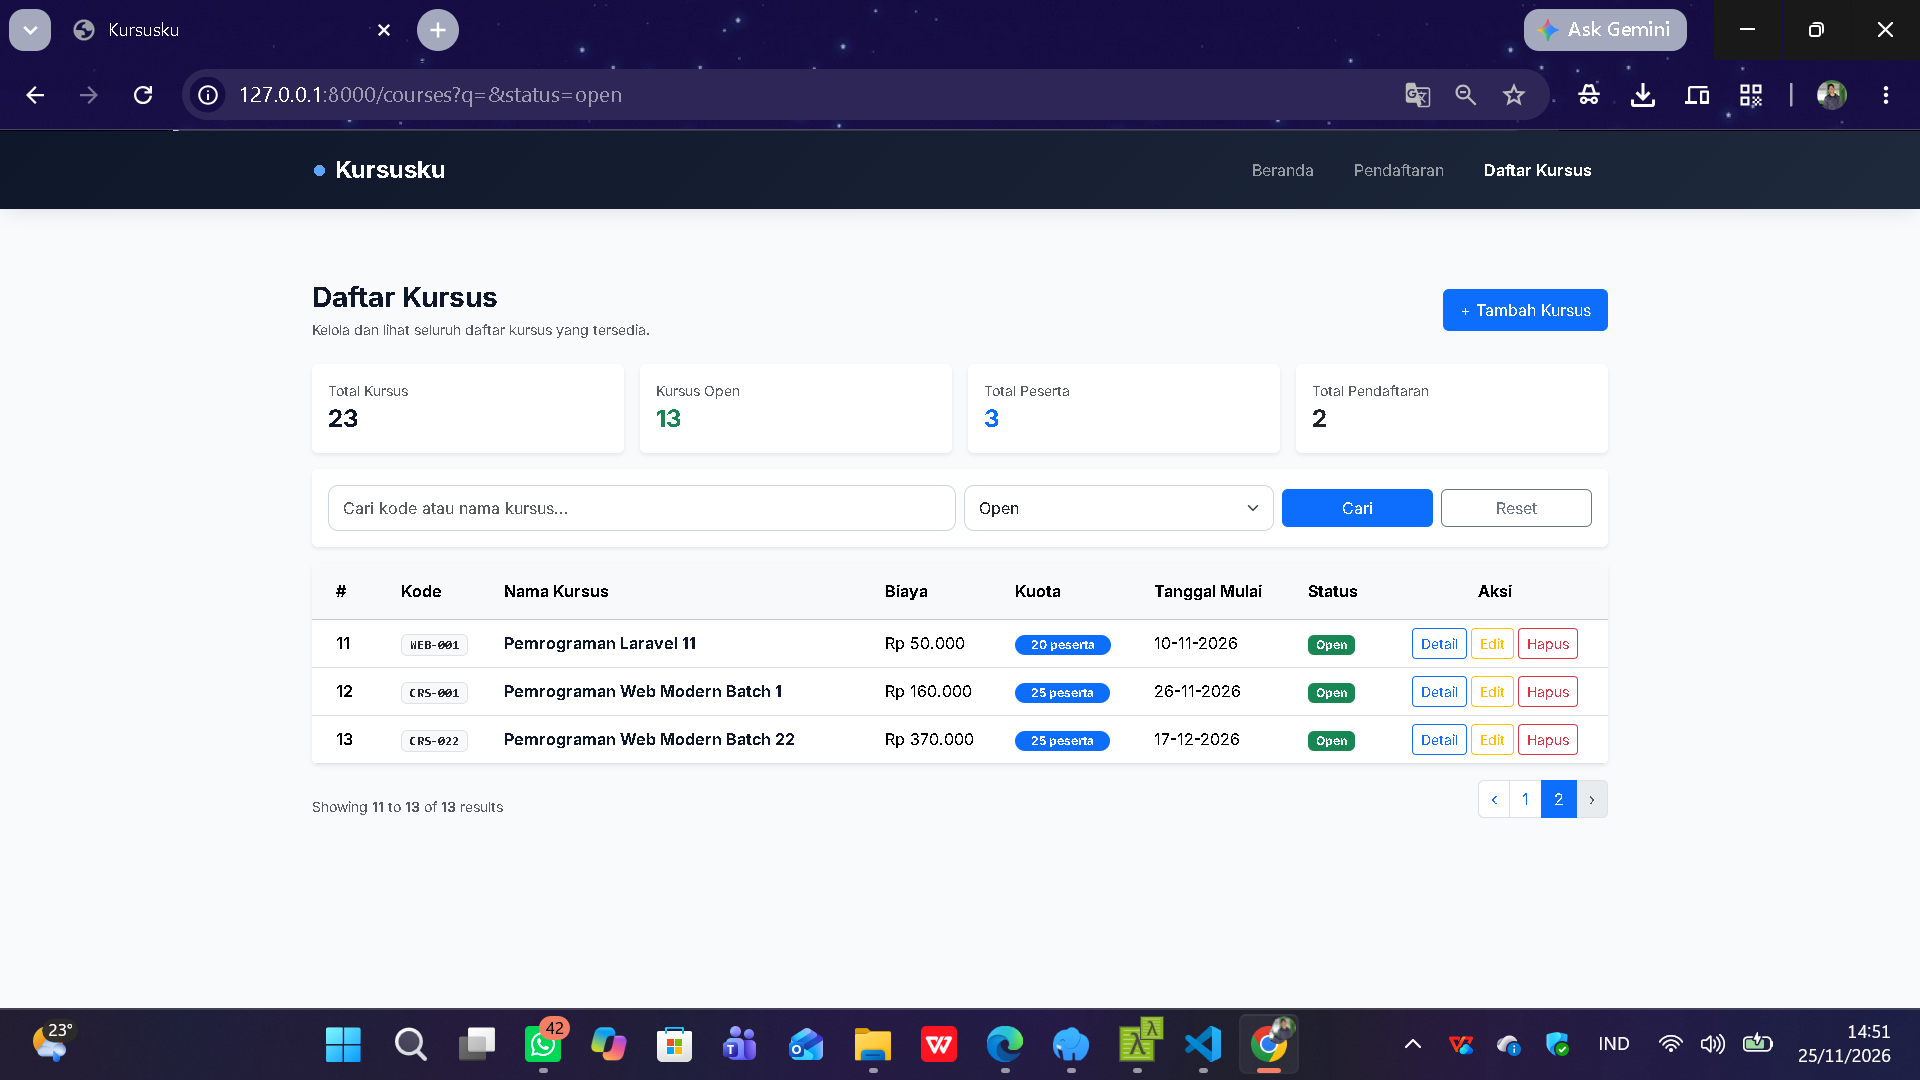 Kursusku
Ask Gemini
127.0.0.1:8000/courses?q=&status=open
Kursusku
Beranda
Pendaftaran
Daftar Kursus
Daftar Kursus
Kelola dan lihat seluruh daftar kursus yang tersedia.
+ Tambah Kursus
Total Kursus
23
Kursus Open
13
Total Peserta
3
Total Pendaftaran
2
Cari kode atau nama kursus...
Open
Cari
Reset
# Kode Nama Kursus Biaya Kuota Tanggal Mulai Status Aksi
11 WEB-001 Pemrograman Laravel 11 Rp 50.000 20 peserta 10-11-2026 Open Detail Edit Hapus
12 CRS-001 Pemrograman Web Modern Batch 1 Rp 160.000 25 peserta 26-11-2026 Open Detail Edit Hapus
13 CRS-022 Pemrograman Web Modern Batch 22 Rp 370.000 25 peserta 17-12-2026 Open Detail Edit Hapus
Showing 11 to 13 of 13 results
‹ 1 2 ›
23°
42
IND
14:51
25/11/2026